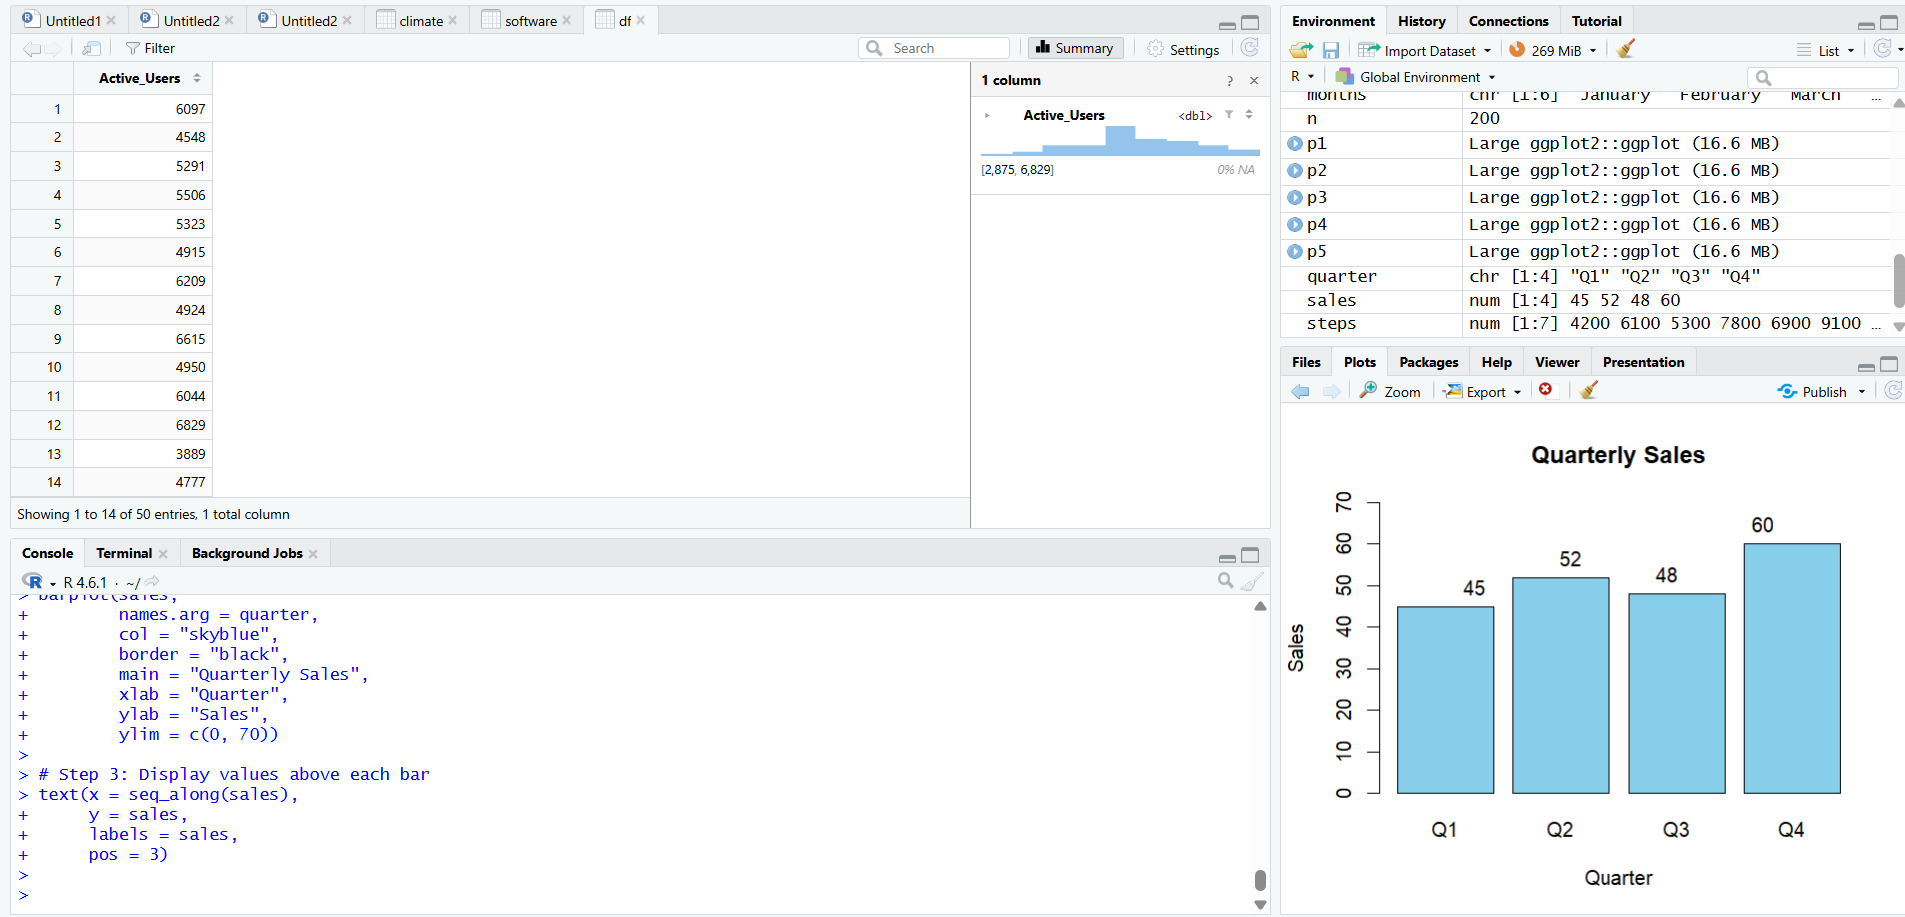 Untitled1 Untitled2 Untitled2 climate software df
Filter Search Summary Settings
Active_Users
1 6097
2 4548
3 5291
4 5506
5 5323
6 4915
7 6209
8 4924
9 6615
10 4950
11 6044
12 6829
13 3889
14 4777
Showing 1 to 14 of 50 entries, 1 total column
1 column ?
Active_Users <dbl>
[2,875, 6,829] 0% NA
Console Terminal Background Jobs
R R 4.6.1 · ~/
> barplot(sales,
+         names.arg = quarter,
+         col = "skyblue",
+         border = "black",
+         main = "Quarterly Sales",
+         xlab = "Quarter",
+         ylab = "Sales",
+         ylim = c(0, 70))
>
> # Step 3: Display values above each bar
> text(x = seq_along(sales),
+      y = sales,
+      labels = sales,
+      pos = 3)
>
>
Environment History Connections Tutorial
Import Dataset 269 MiB List
R Global Environment
months chr [1:6] January February March ...
n 200
p1 Large ggplot2::ggplot (16.6 MB)
p2 Large ggplot2::ggplot (16.6 MB)
p3 Large ggplot2::ggplot (16.6 MB)
p4 Large ggplot2::ggplot (16.6 MB)
p5 Large ggplot2::ggplot (16.6 MB)
quarter chr [1:4] "Q1" "Q2" "Q3" "Q4"
sales num [1:4] 45 52 48 60
steps num [1:7] 4200 6100 5300 7800 6900 9100 ...
Files Plots Packages Help Viewer Presentation
Zoom Export Publish
Quarterly Sales
70
60
50
40
30
20
10
0
Sales
45 52 48 60
Q1 Q2 Q3 Q4
Quarter